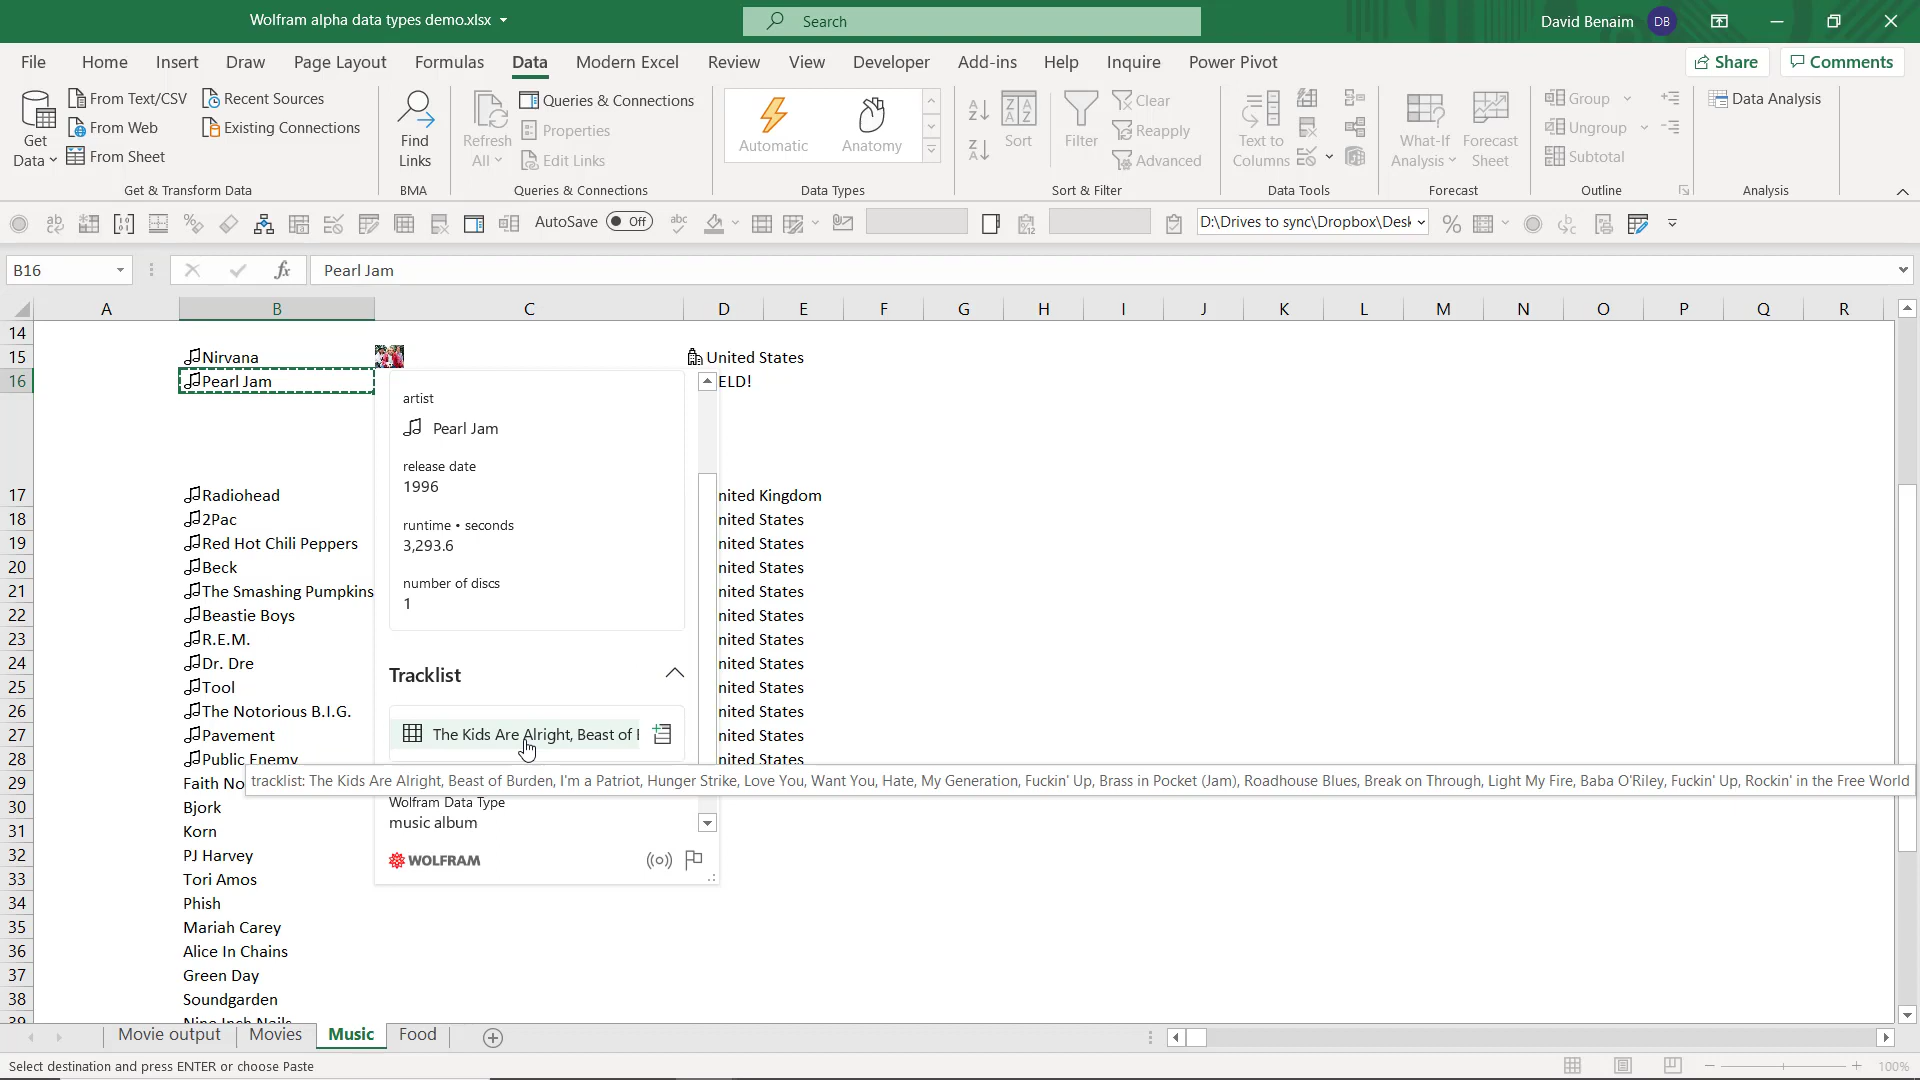 Wolfram alpha data types demo.xlsx
Search
David Benaim DB
File Home Insert Draw Page Layout Formulas Data Modern Excel Review View Developer Add-ins Help Inquire Power Pivot
Share Comments
Get Data
From Text/CSV
From Web
From Sheet
Recent Sources
Existing Connections
Get & Transform Data
Find Links
BMA
Refresh All
Queries & Connections
Properties
Edit Links
Queries & Connections
Automatic
Anatomy
Data Types
Sort
Filter
Clear
Reapply
Advanced
Sort & Filter
Text to Columns
Data Tools
What-If Analysis
Forecast Sheet
Forecast
Group
Ungroup
Subtotal
Outline
Data Analysis
Analysis
AutoSave Off
D:\Drives to sync\Dropbox\Desk
B16
fx
Pearl Jam
A B C D E F G H I J K L M N O P Q R
14
15 Nirvana United States
16 Pearl Jam ELD!
artist
Pearl Jam
release date
1996
runtime • seconds
3,293.6
number of discs
1
Tracklist
The Kids Are Alright, Beast of
17 Radiohead nited Kingdom
18 2Pac nited States
19 Red Hot Chili Peppers nited States
20 Beck nited States
21 The Smashing Pumpkins nited States
22 Beastie Boys nited States
23 R.E.M. nited States
24 Dr. Dre nited States
25 Tool nited States
26 The Notorious B.I.G. nited States
27 Pavement nited States
28 Public Enemy nited States
29 Faith No
tracklist: The Kids Are Alright, Beast of Burden, I'm a Patriot, Hunger Strike, Love You, Want You, Hate, My Generation, Fuckin' Up, Brass in Pocket (Jam), Roadhouse Blues, Break on Through, Light My Fire, Baba O'Riley, Fuckin' Up, Rockin' in the Free World
Wolfram Data Type
music album
WOLFRAM
30 Bjork
31 Korn
32 PJ Harvey
33 Tori Amos
34 Phish
35 Mariah Carey
36 Alice In Chains
37 Green Day
38 Soundgarden
39 Nine Inch Nails
Movie output Movies Music Food
Select destination and press ENTER or choose Paste
100%